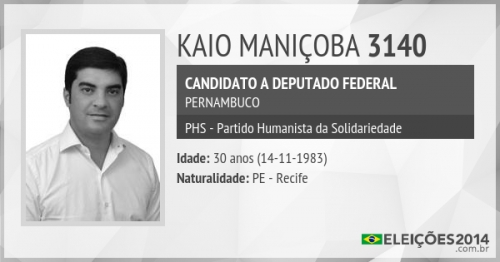 KAIO MANIÇOBA 3140
CANDIDATO A DEPUTADO FEDERAL
PERNAMBUCO
PHS - Partido Humanista da Solidariedade
Idade: 30 anos (14-11-1983)
Naturalidade: PE - Recife
ELEIÇÕES2014
.com.br